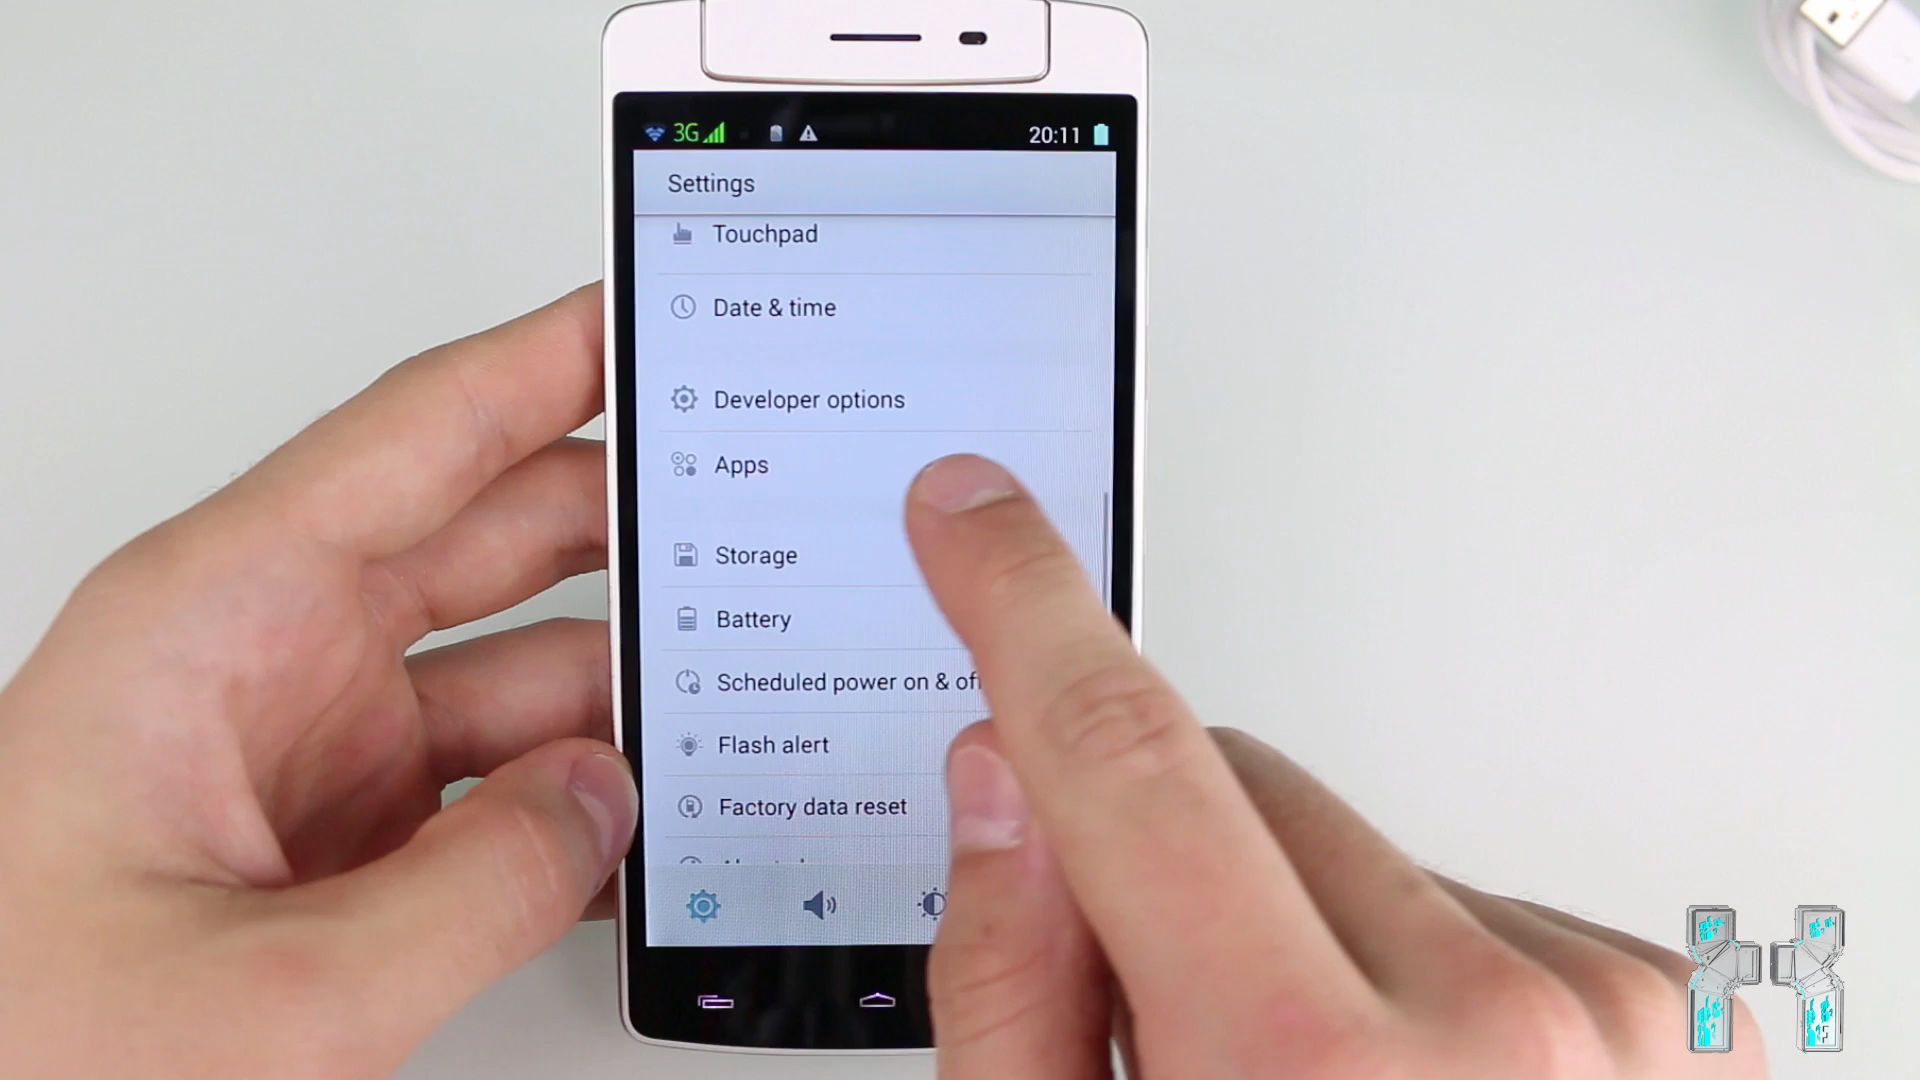 3G 20:11
Settings
Touchpad
Date & time
Developer options
Apps
Storage
Battery
Scheduled power on & of
Flash alert
Factory data reset